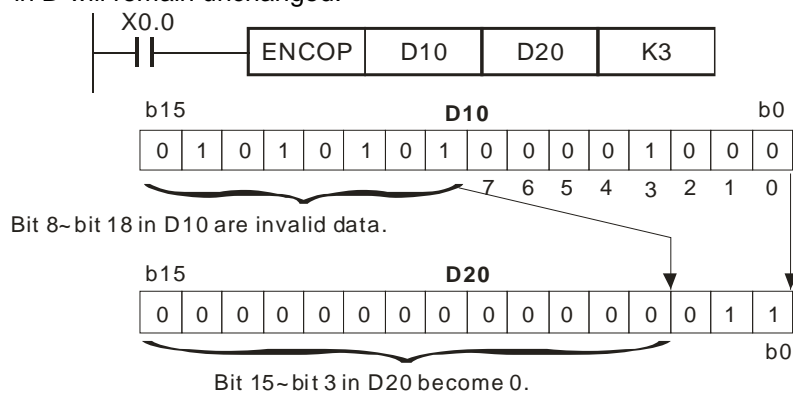 in D will remain unchanged.
X0.0
ENCOP D10 D20 K3
b15 D10 b0
0 1 0 1 0 1 0 1 0 0 0 0 1 0 0 0
7 6 5 4 3 2 1 0
Bit 8~bit 18 in D10 are invalid data.
b15 D20
0 0 0 0 0 0 0 0 0 0 0 0 0 0 1 1
b0
Bit 15~bit 3 in D20 become 0.